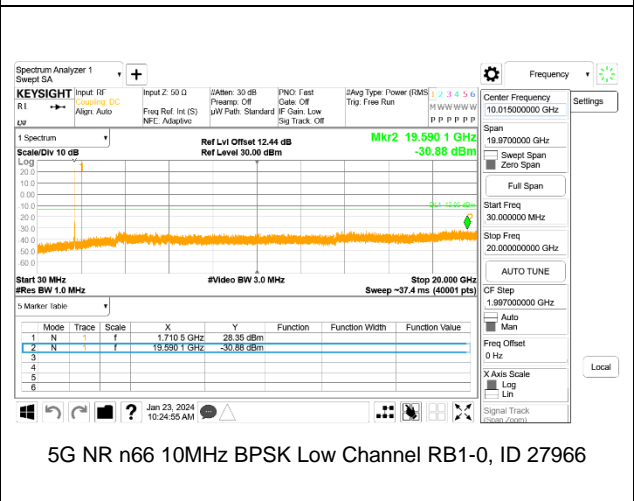 Spectrum Analyzer 1
Swept SA
+
KEYSIGHT
RL
Input: RF
Coupling: DC
Align: Auto
Input Z: 50 Ω
Freq Ref: Int (S)
NFE: Adaptive
#Atten: 30 dB
Preamp: Off
µW Path: Standard
PNO: Fast
Gate: Off
IF Gain: Low
Sig Track: Off
#Avg Type: Power (RMS
Trig: Free Run
1 2 3 4 5 6
M W W W W W
P P P P P P
1 Spectrum
Scale/Div 10 dB
Ref Lvl Offset 12.44 dB
Ref Level 30.00 dBm
Mkr2 19.590 1 GHz
-30.88 dBm
Log
1
20.0
10.0
0.00
-10.0
DL1 -13.00 dBm
-20.0
-30.0
-40.0
-50.0
-60.0
Start 30 MHz
#Res BW 1.0 MHz
#Video BW 3.0 MHz
Stop 20.000 GHz
Sweep ~37.4 ms (40001 pts)
5 Marker Table
Mode Trace Scale X Y Function Function Width Function Value
1 N 1 f 1.710 5 GHz 28.35 dBm
2 N 1 f 19.590 1 GHz -30.88 dBm
3
4
5
6
?
Jan 23, 2024
10:24:55 AM
Frequency
Settings
Center Frequency
10.015000000 GHz
Span
19.9700000 GHz
Swept Span
Zero Span
Full Span
Start Freq
30.000000 MHz
Stop Freq
20.000000000 GHz
AUTO TUNE
CF Step
1.997000000 GHz
Auto
Man
Freq Offset
0 Hz
X Axis Scale
Log
Lin
Signal Track
(Span Zoom)
Local
5G NR n66 10MHz BPSK Low Channel RB1-0, ID 27966